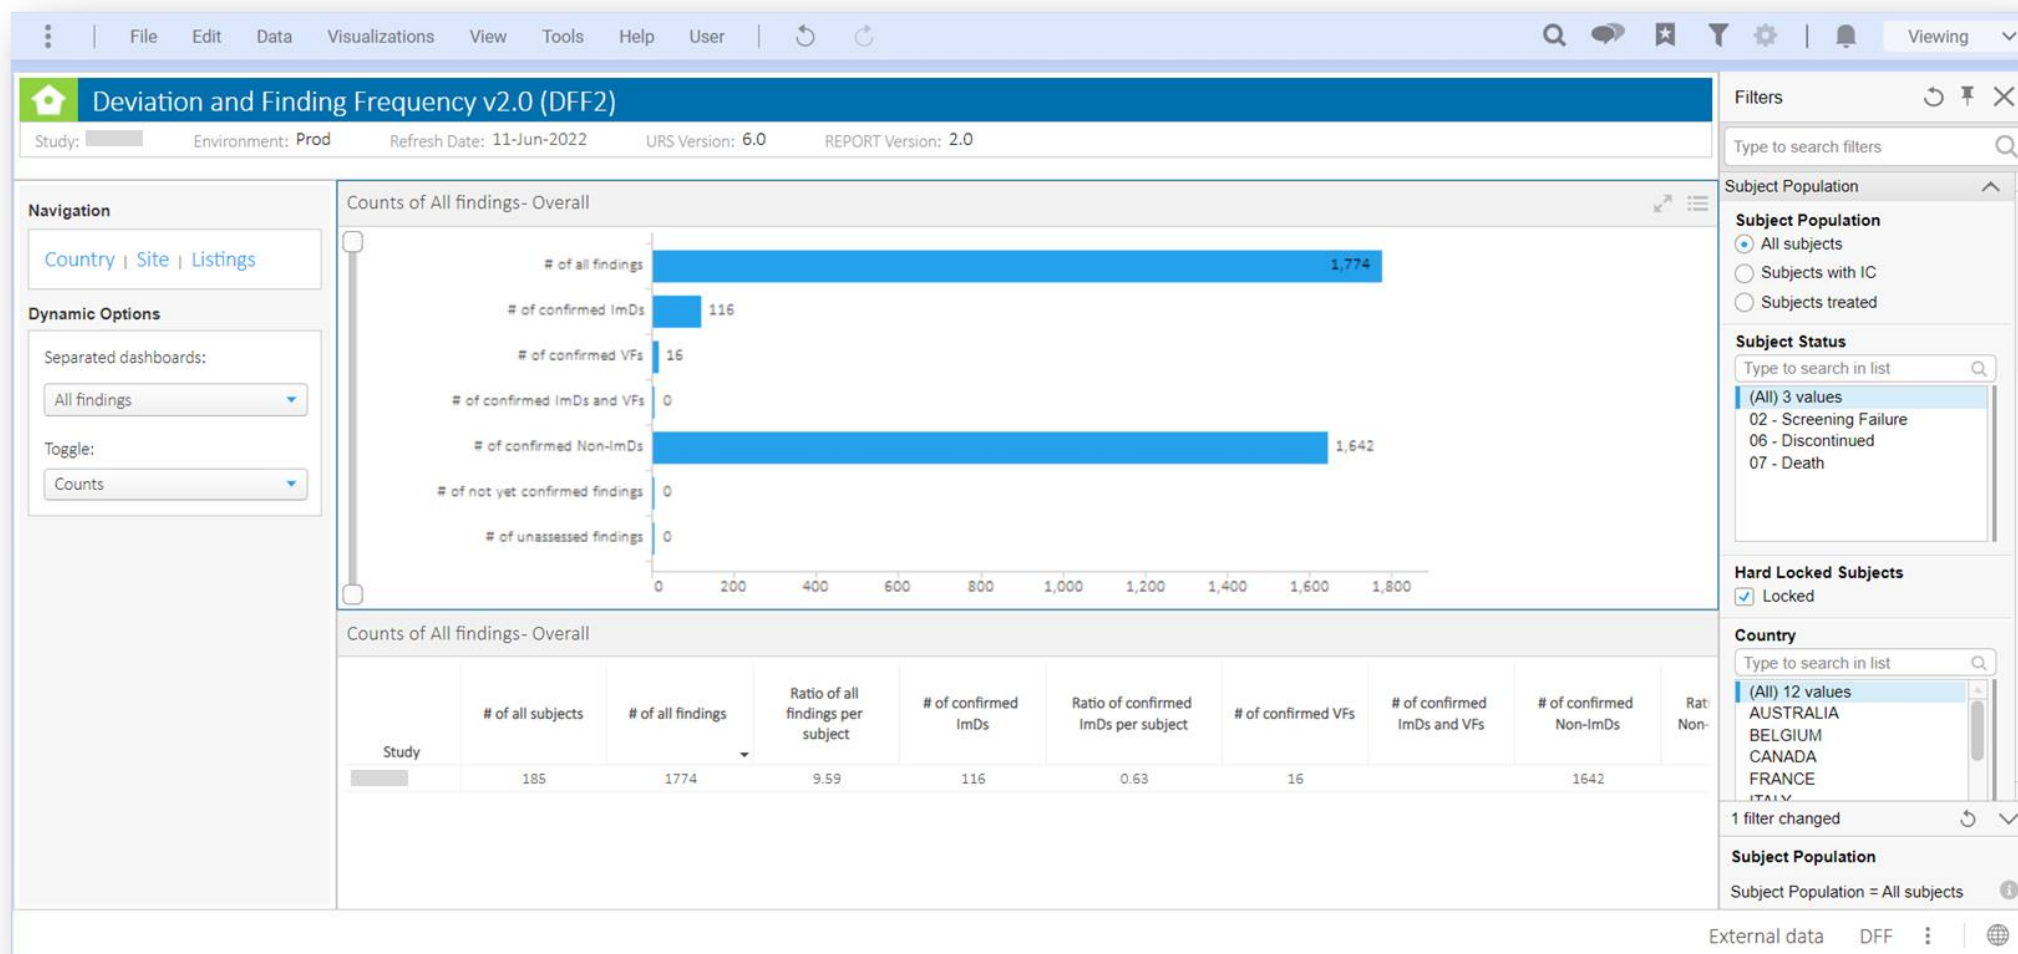 File Edit Data Visualizations View Tools Help User
Viewing
Deviation and Finding Frequency v2.0 (DFF2)
Study: Environment: Prod Refresh Date: 11-Jun-2022 URS Version: 6.0 REPORT Version: 2.0
Navigation
Country | Site | Listings
Dynamic Options
Separated dashboards:
All findings
Toggle:
Counts
Counts of All findings- Overall
# of all findings 1,774
# of confirmed ImDs 116
# of confirmed VFs 16
# of confirmed ImDs and VFs 0
# of confirmed Non-ImDs 1,642
# of not yet confirmed findings 0
# of unassessed findings 0
0 200 400 600 800 1,000 1,200 1,400 1,600 1,800
Counts of All findings- Overall
Study
# of all subjects
# of all findings
Ratio of all
findings per
subject
# of confirmed
ImDs
Ratio of confirmed
ImDs per subject
# of confirmed VFs
# of confirmed
ImDs and VFs
# of confirmed
Non-ImDs
Rati
Non-
185 1774 9.59 116 0.63 16 1642
Filters
Type to search filters
Subject Population
Subject Population
All subjects
Subjects with IC
Subjects treated
Subject Status
Type to search in list
(All) 3 values
02 - Screening Failure
06 - Discontinued
07 - Death
Hard Locked Subjects
Locked
Country
Type to search in list
(All) 12 values
AUSTRALIA
BELGIUM
CANADA
FRANCE
ITALY
1 filter changed
Subject Population
Subject Population = All subjects
External data DFF